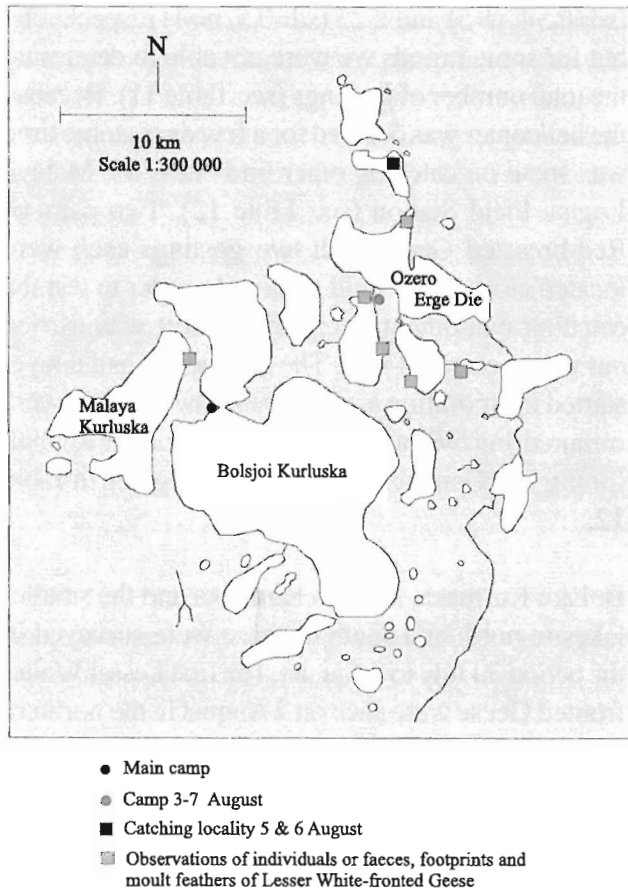 N
10 km
Scale 1:300 000
Ozero
Erge Die
Malaya
Kurluska
Bolsjoi Kurluska
Main camp
Camp 3-7 August
Catching locality 5 & 6 August
Observations of individuals or faeces, footprints and
moult feathers of Lesser White-fronted Geese